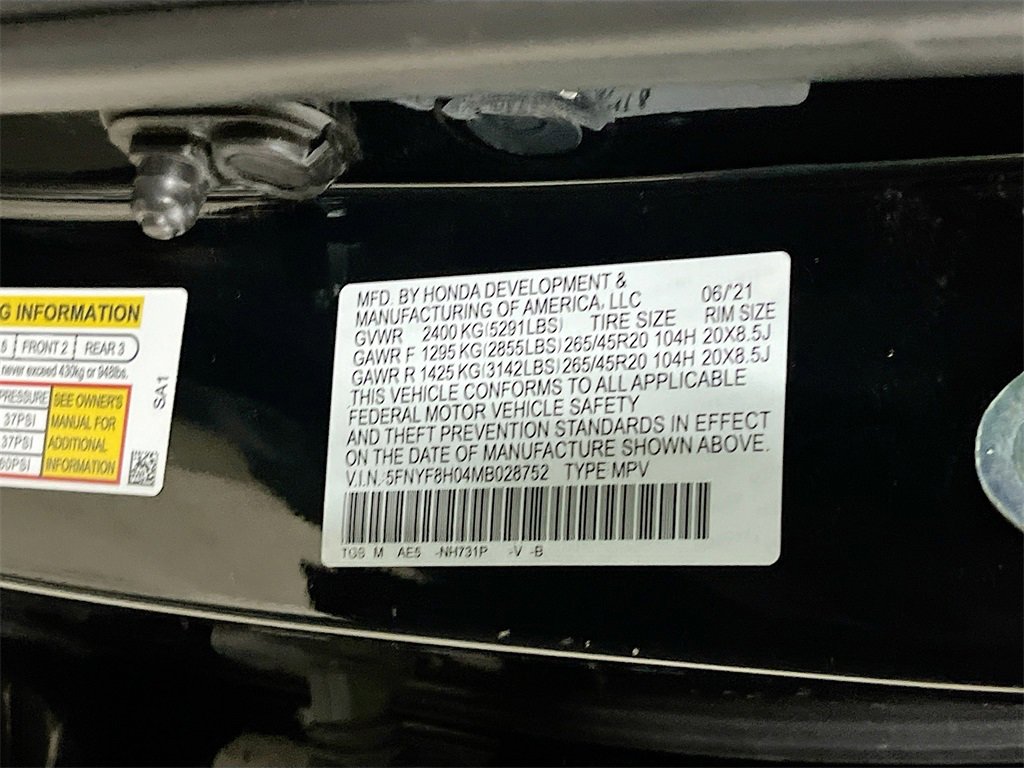 G INFORMATION
5 FRONT 2 REAR 3
never exceed 430kg or 948lbs.
PRESSURE SEE OWNER'S
37PSI MANUAL FOR
37PSI ADDITIONAL
60PSI INFORMATION
SA1
MFD. BY HONDA DEVELOPMENT &
MANUFACTURING OF AMERICA, LLC 06/'21
GVWR 2400 KG(5291LBS) TIRE SIZE RIM SIZE
GAWR F 1295 KG(2855LBS) 265/45R20 104H 20X8.5J
GAWR R 1425 KG(3142LBS) 265/45R20 104H 20X8.5J
THIS VEHICLE CONFORMS TO ALL APPLICABLE
FEDERAL MOTOR VEHICLE SAFETY
AND THEFT PREVENTION STANDARDS IN EFFECT
ON THE DATE OF MANUFACTURE SHOWN ABOVE.
V.I.N.:5FNYF8H04MB028752 TYPE MPV
TGS M AE5 -NH731P -V -B